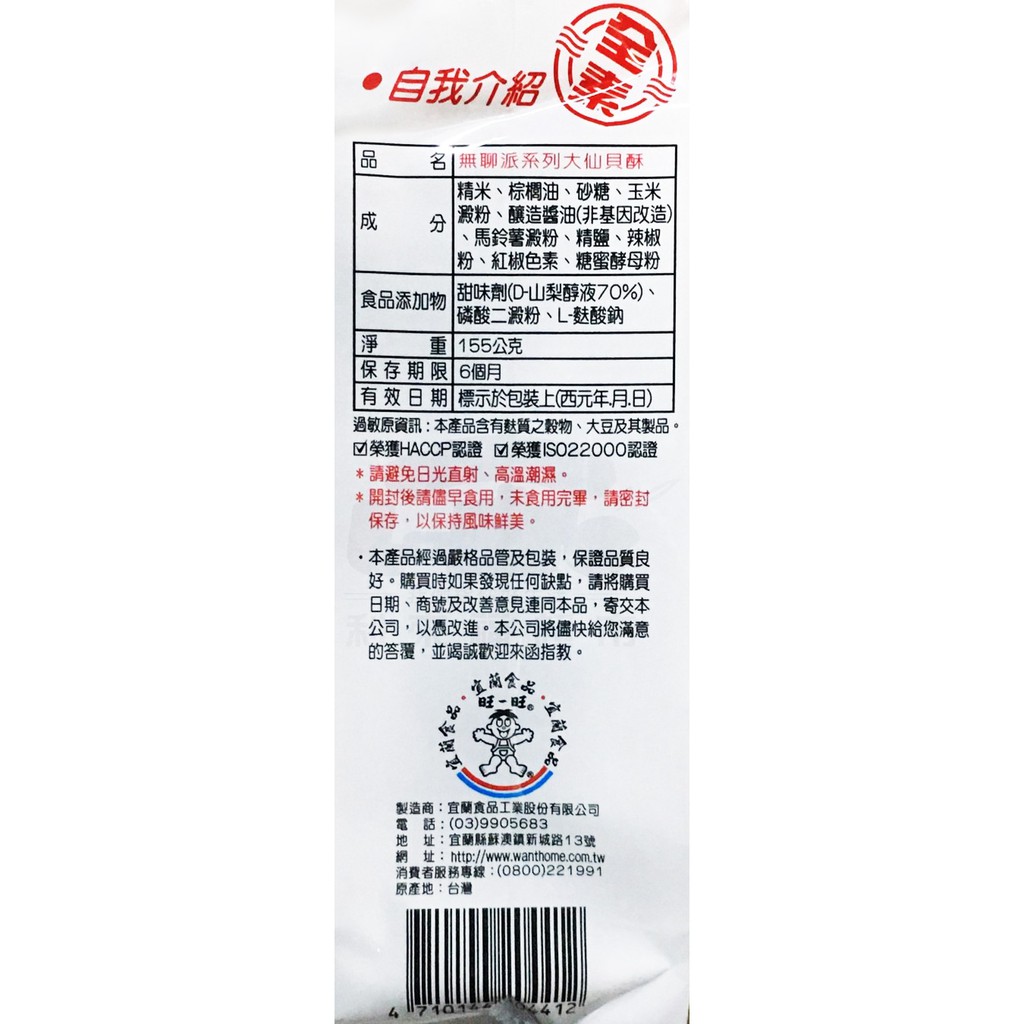 全素
●自我介紹
品名 無聊派系列大仙貝酥
成分 精米、棕櫚油、砂糖、玉米
澱粉、釀造醬油(非基因改造)
、馬鈴薯澱粉、精鹽、辣椒
粉、紅椒色素、糖蜜酵母粉
食品添加物 甜味劑(D-山梨醇液70%)、
磷酸二澱粉、L-麩酸鈉
淨重 155公克
保存期限 6個月
有效日期 標示於包裝上(西元年.月.日)
過敏原資訊：本產品含有麩質之穀物、大豆及其製品。
☑榮獲HACCP認證 ☑榮獲ISO22000認證
*請避免日光直射、高溫潮濕。
*開封後請儘早食用，未食用完畢，請密封
保存，以保持風味鮮美。
·本產品經過嚴格品管及包裝，保證品質良
好。購買時如果發現任何缺點，請將購買
日期、商號及改善意見連同本品，寄交本
公司，以憑改進。本公司將儘快給您滿意
的答覆，並竭誠歡迎來函指教。
宜蘭食品·宜蘭食品·宜蘭食品
旺-旺®
®
製造商：宜蘭食品工業股份有限公司
電話：(03)9905683
地址：宜蘭縣蘇澳鎮新城路13號
網址：http://www.wanthome.com.tw
消費者服務專線：(0800)221991
原產地：台灣
4 710144 4412